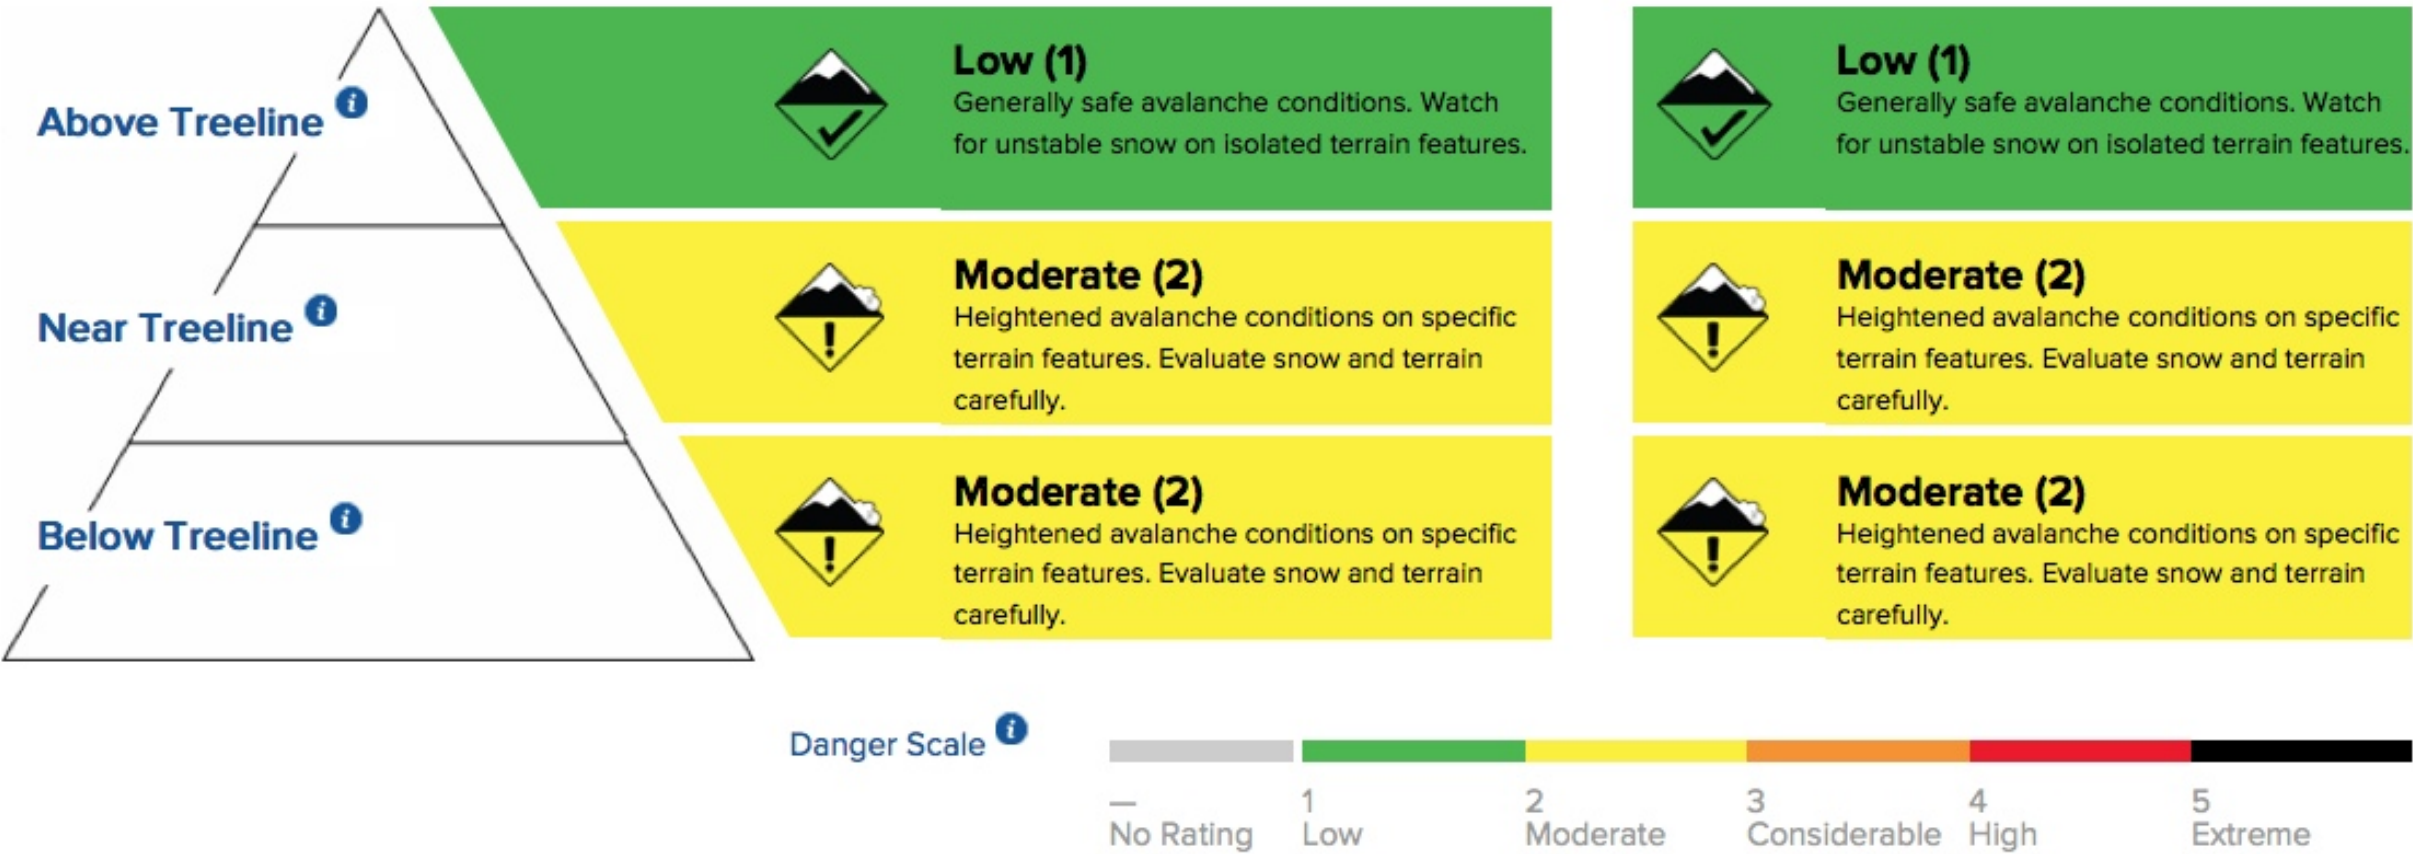 Above Treeline
Low (1)
Generally safe avalanche conditions. Watch
for unstable snow on isolated terrain features.
Low (1)
Generally safe avalanche conditions. Watch
for unstable snow on isolated terrain features.
Near Treeline
Moderate (2)
Heightened avalanche conditions on specific
terrain features. Evaluate snow and terrain
carefully.
Moderate (2)
Heightened avalanche conditions on specific
terrain features. Evaluate snow and terrain
carefully.
Below Treeline
Moderate (2)
Heightened avalanche conditions on specific
terrain features. Evaluate snow and terrain
carefully.
Moderate (2)
Heightened avalanche conditions on specific
terrain features. Evaluate snow and terrain
carefully.
Danger Scale
— 1 2 3 4 5
No Rating Low Moderate Considerable High Extreme